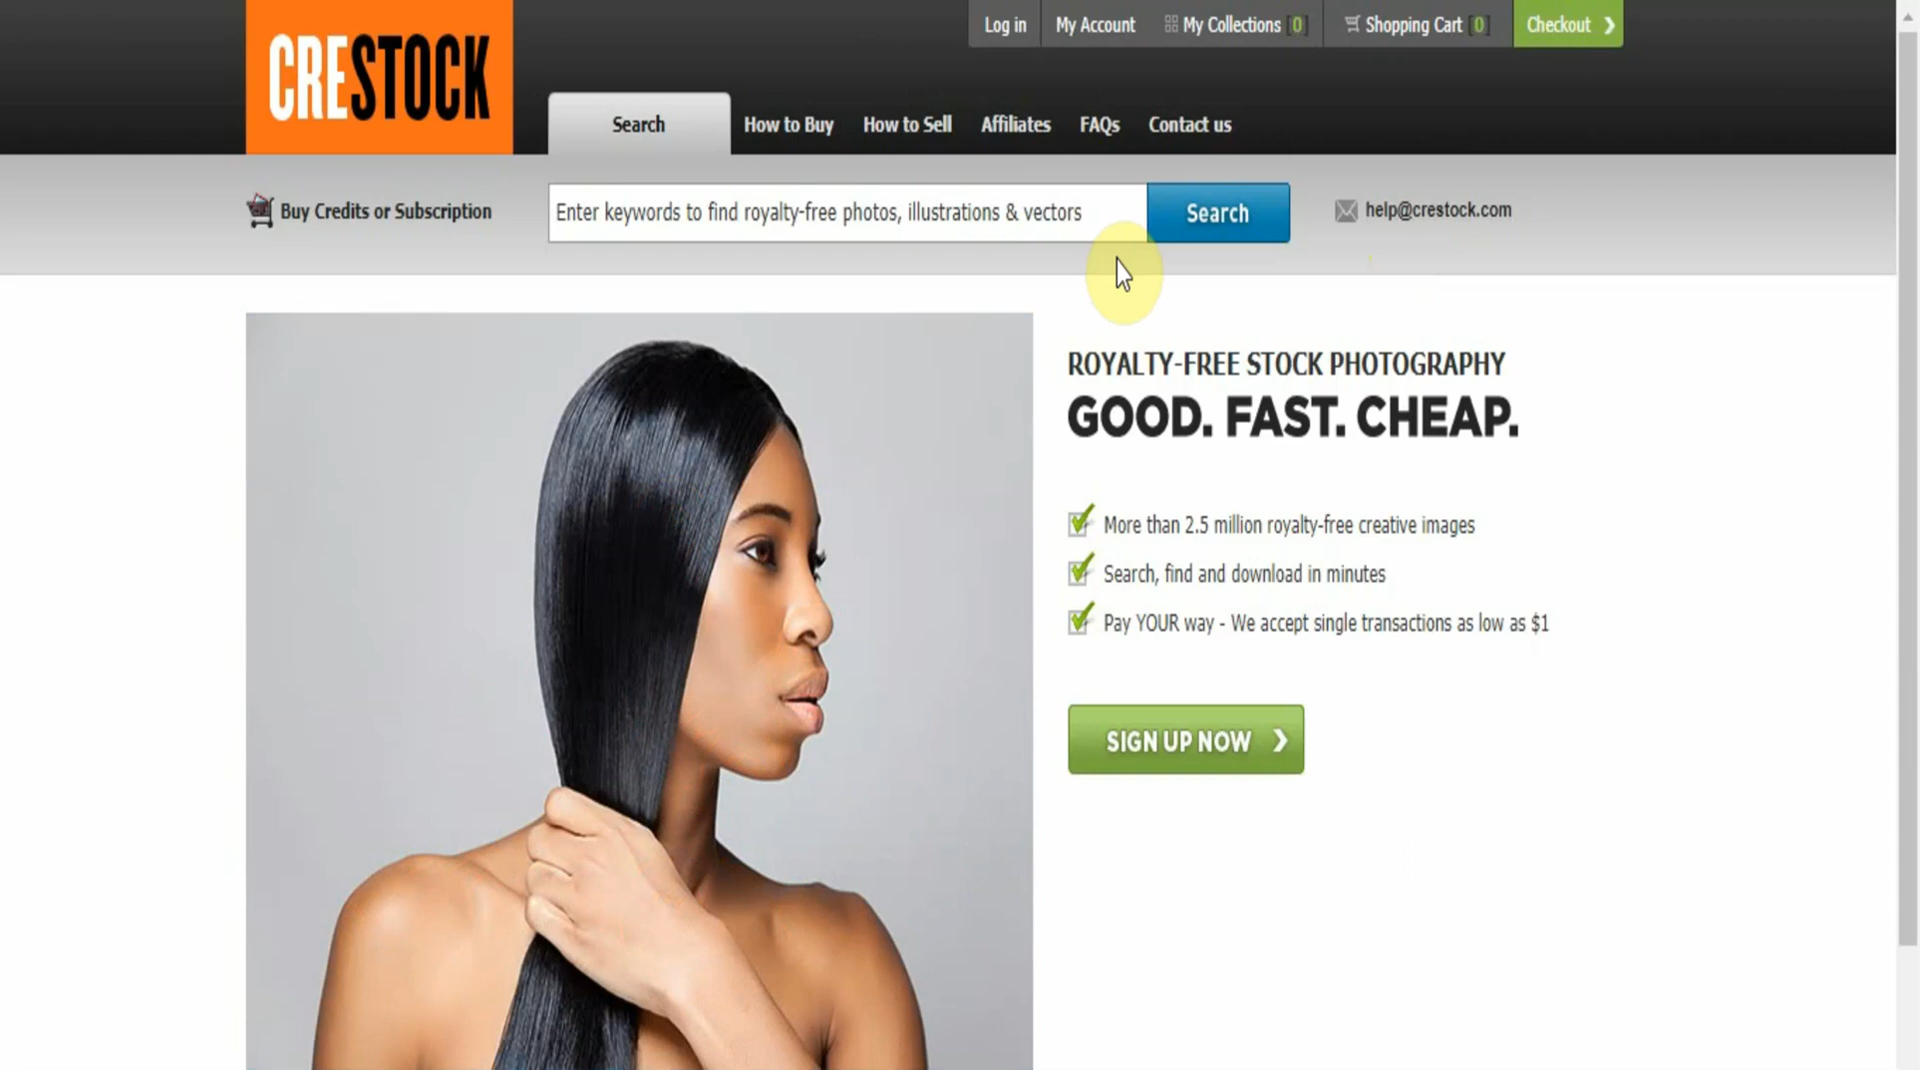 Log in
My Account
My Collections [0]
Shopping Cart [0]
Checkout
CRESTOCK
Search
How to Buy
How to Sell
Affiliates
FAQs
Contact us
Buy Credits or Subscription
Enter keywords to find royalty-free photos, illustrations & vectors
Search
help@crestock.com
ROYALTY-FREE STOCK PHOTOGRAPHY
GOOD. FAST. CHEAP.
More than 2.5 million royalty-free creative images
Search, find and download in minutes
Pay YOUR way - We accept single transactions as low as $1
SIGN UP NOW